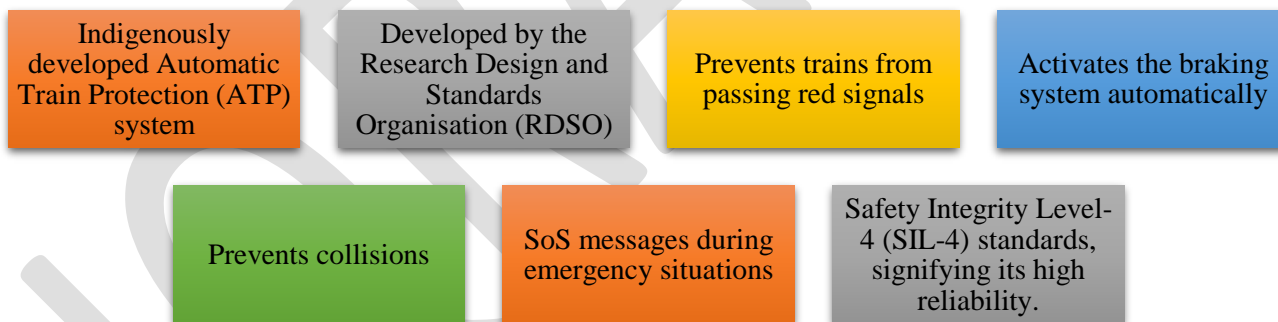 Indigenously
developed Automatic
Train Protection (ATP)
system
Developed by the
Research Design and
Standards
Organisation (RDSO)
Prevents trains from
passing red signals
Activates the braking
system automatically
Prevents collisions
SoS messages during
emergency situations
Safety Integrity Level-
4 (SIL-4) standards,
signifying its high
reliability.